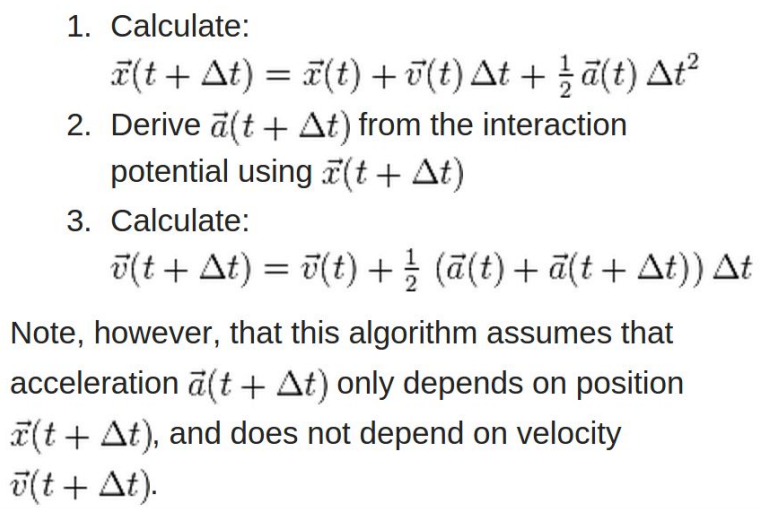 1. Calculate:
$\vec{x}(t + \Delta t) = \vec{x}(t) + \vec{v}(t)\, \Delta t + \frac{1}{2}\, \vec{a}(t)\, \Delta t^2$
2. Derive $\vec{a}(t + \Delta t)$ from the interaction
potential using $\vec{x}(t + \Delta t)$
3. Calculate:
$\vec{v}(t + \Delta t) = \vec{v}(t) + \frac{1}{2}\, (\vec{a}(t) + \vec{a}(t + \Delta t))\, \Delta t$
Note, however, that this algorithm assumes that
acceleration $\vec{a}(t + \Delta t)$ only depends on position
$\vec{x}(t + \Delta t)$, and does not depend on velocity
$\vec{v}(t + \Delta t)$.